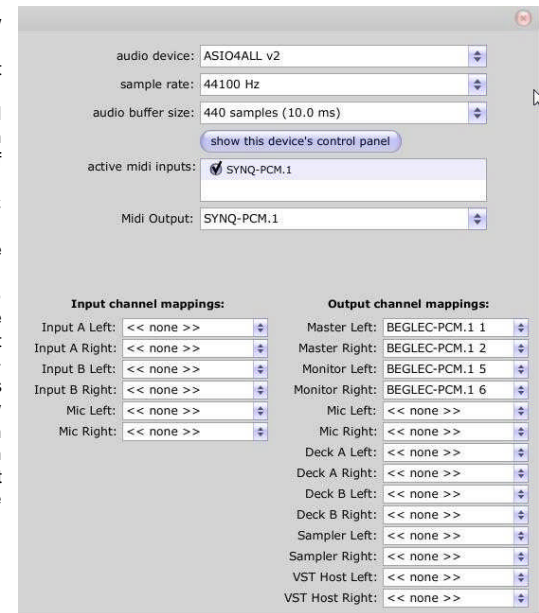 audio device: ASIO4ALL v2
sample rate: 44100 Hz
audio buffer size: 440 samples (10.0 ms)
show this device's control panel
active midi inputs: SYNQ-PCM.1
Midi Output: SYNQ-PCM.1
Input channel mappings:
Input A Left: << none >>
Input A Right: << none >>
Input B Left: << none >>
Input B Right: << none >>
Mic Left: << none >>
Mic Right: << none >>
Output channel mappings:
Master Left: BEGLEC-PCM.1 1
Master Right: BEGLEC-PCM.1 2
Monitor Left: BEGLEC-PCM.1 5
Monitor Right: BEGLEC-PCM.1 6
Mic Left: << none >>
Mic Right: << none >>
Deck A Left: << none >>
Deck A Right: << none >>
Deck B Left: << none >>
Deck B Right: << none >>
Sampler Left: << none >>
Sampler Right: << none >>
VST Host Left: << none >>
VST Host Right: << none >>